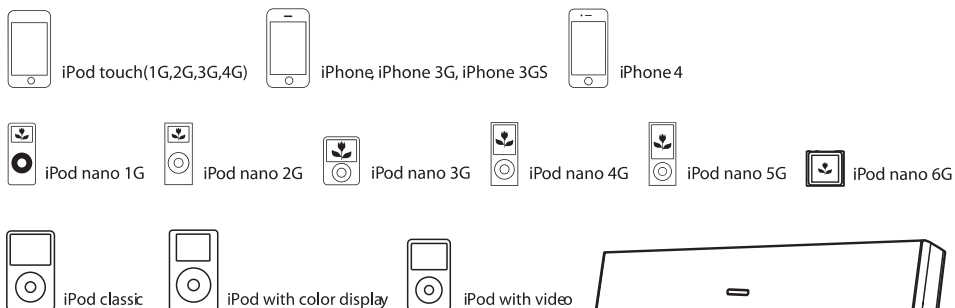 iPod touch(1G,2G,3G,4G) iPhone, iPhone 3G, iPhone 3GS iPhone 4
iPod nano 1G iPod nano 2G iPod nano 3G iPod nano 4G iPod nano 5G iPod nano 6G
iPod classic iPod with color display iPod with video